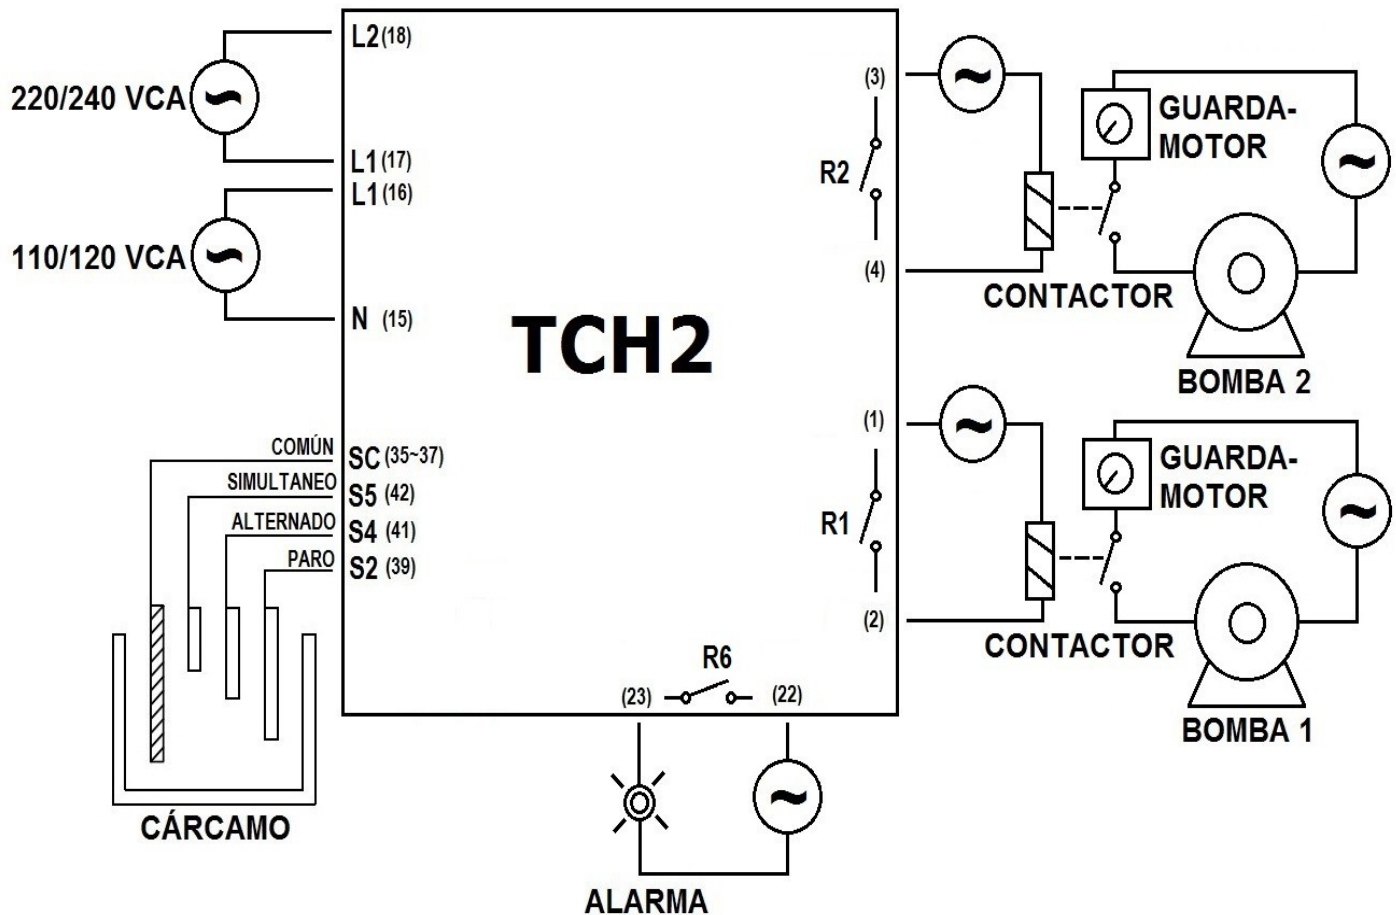 L2 (18)
220/240 VCA
L1 (17)
L1 (16)
110/120 VCA
N (15)
COMÚN
SC (35~37)
SIMULTANEO
S5 (42)
ALTERNADO
S4 (41)
PARO
S2 (39)
CÁRCAMO
TCH2
R6
(23)
(22)
ALARMA
(3)
R2
(4)
CONTACTOR
GUARDA-
MOTOR
BOMBA 2
(1)
R1
(2)
CONTACTOR
GUARDA-
MOTOR
BOMBA 1